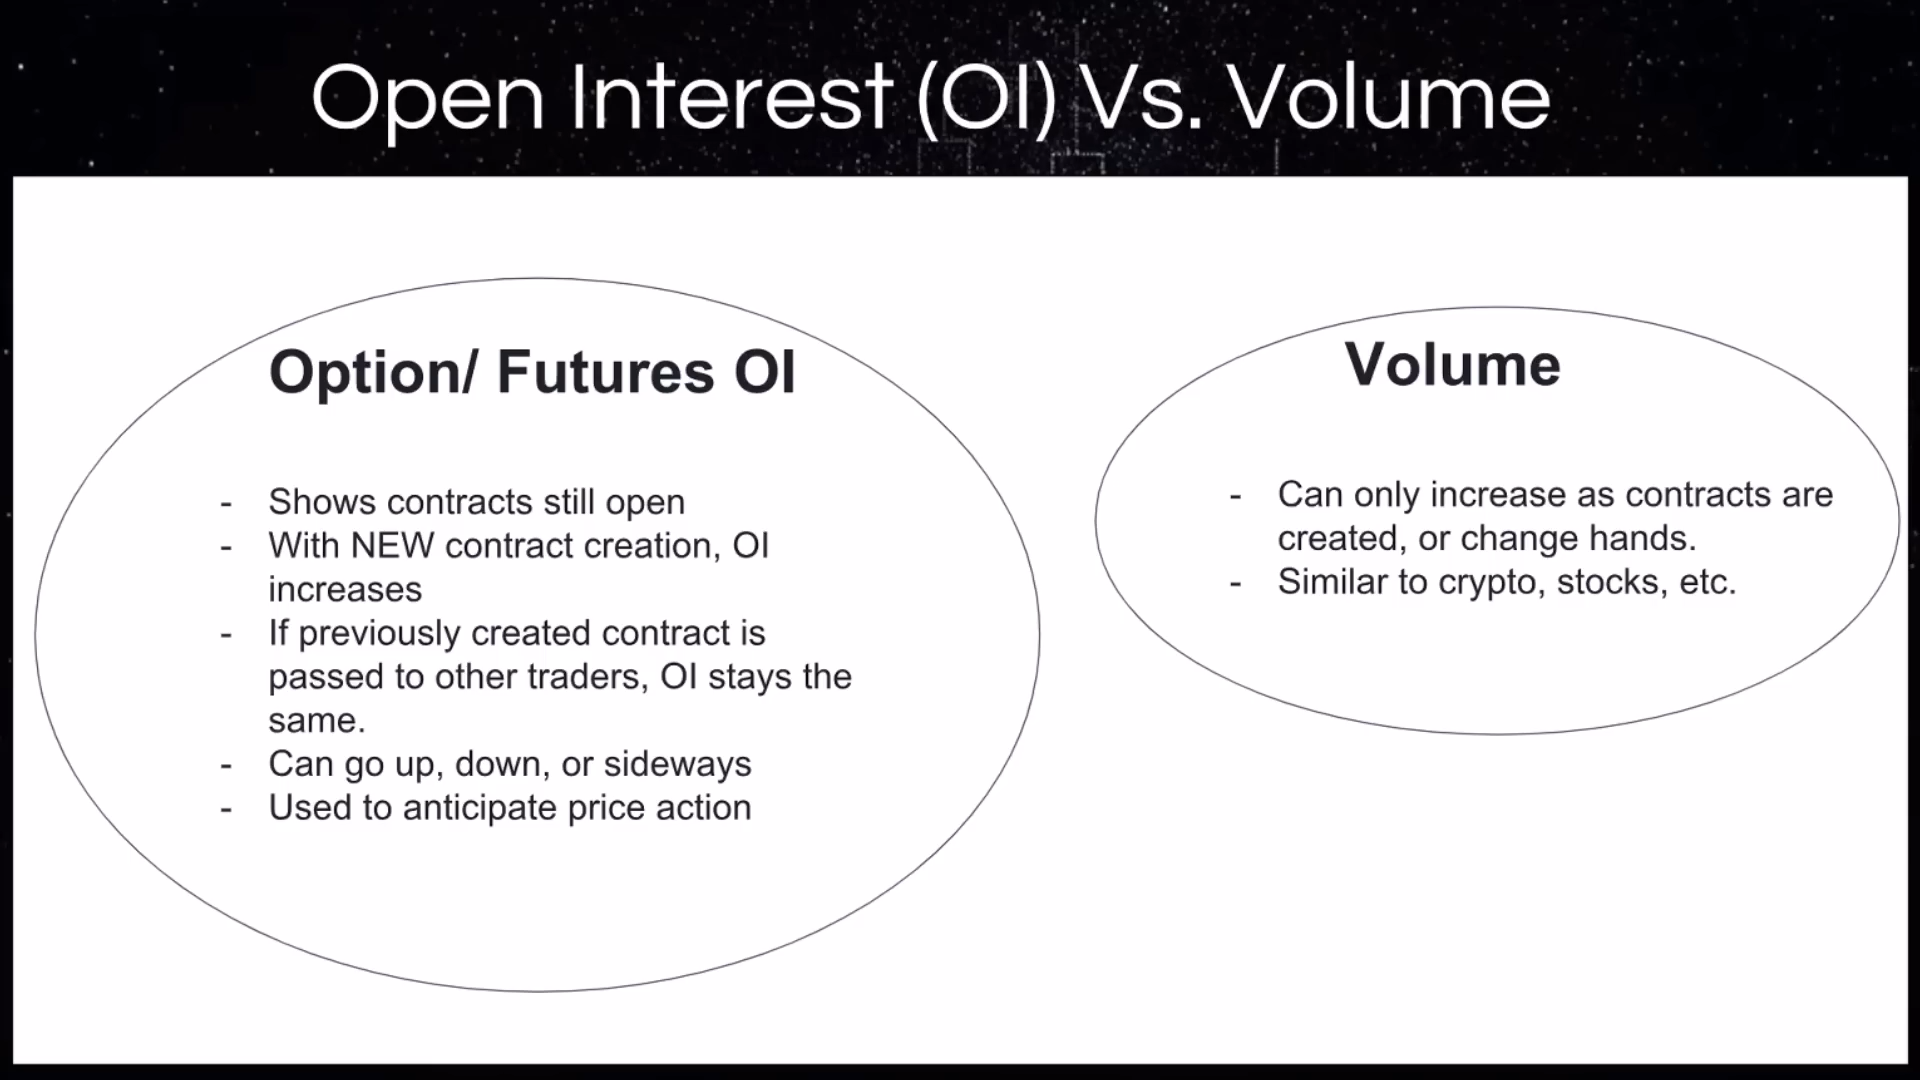 Open Interest (OI) Vs. Volume
Option/ Futures OI
- Shows contracts still open
- With NEW contract creation, OI
increases
- If previously created contract is
passed to other traders, OI stays the
same.
- Can go up, down, or sideways
- Used to anticipate price action
Volume
- Can only increase as contracts are
created, or change hands.
- Similar to crypto, stocks, etc.